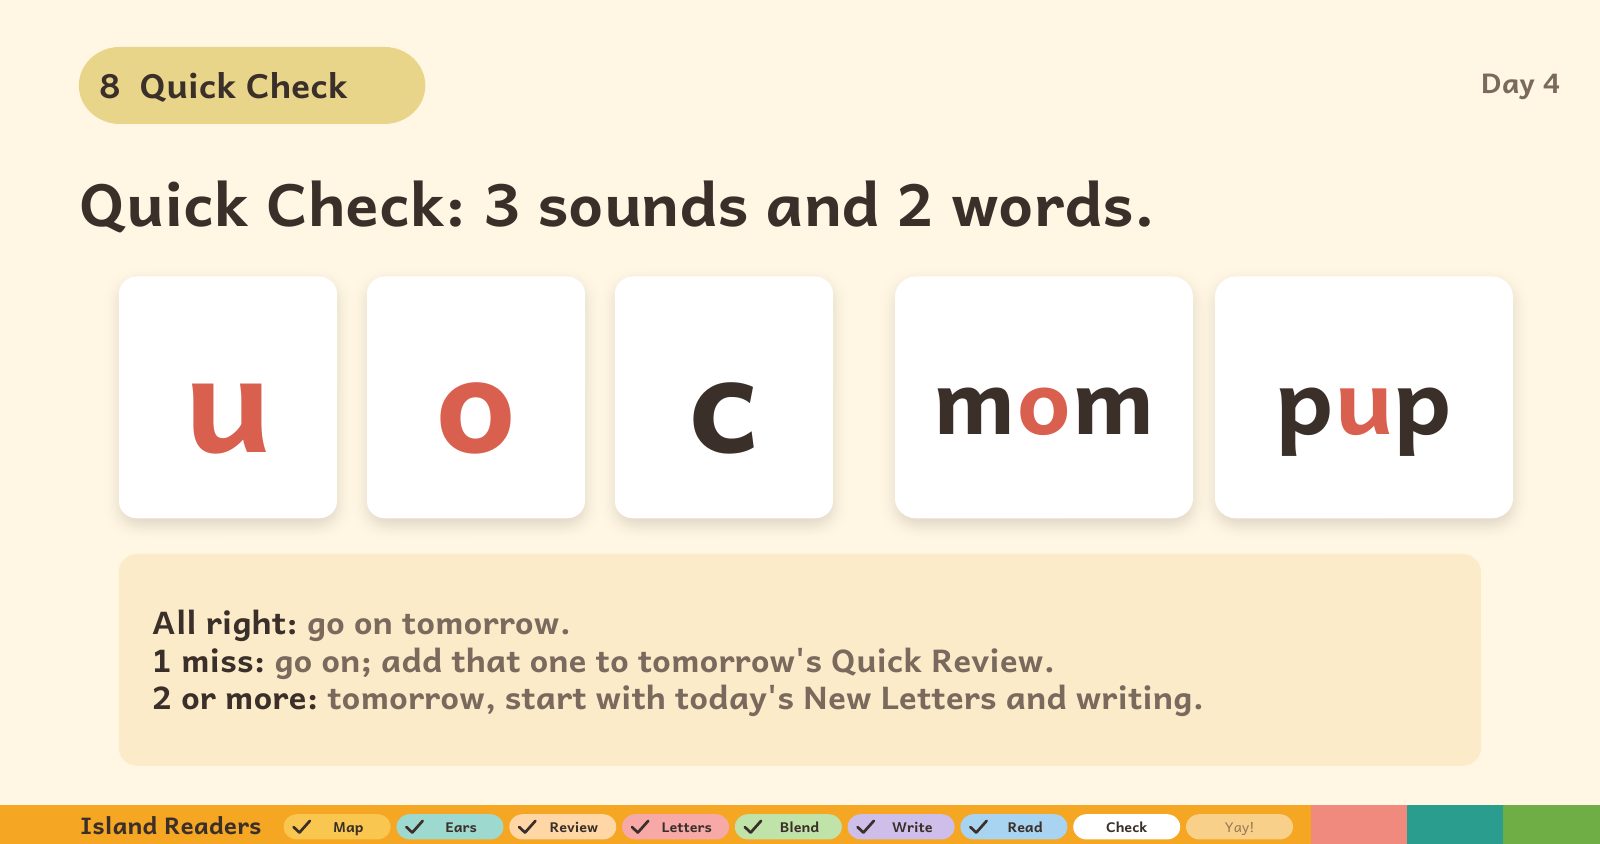 8 Quick Check
Day 4
Quick Check: 3 sounds and 2 words.
u o c mom pup
All right: go on tomorrow.
1 miss: go on; add that one to tomorrow's Quick Review.
2 or more: tomorrow, start with today's New Letters and writing.
Island Readers Map Ears Review Letters Blend Write Read Check Yay!